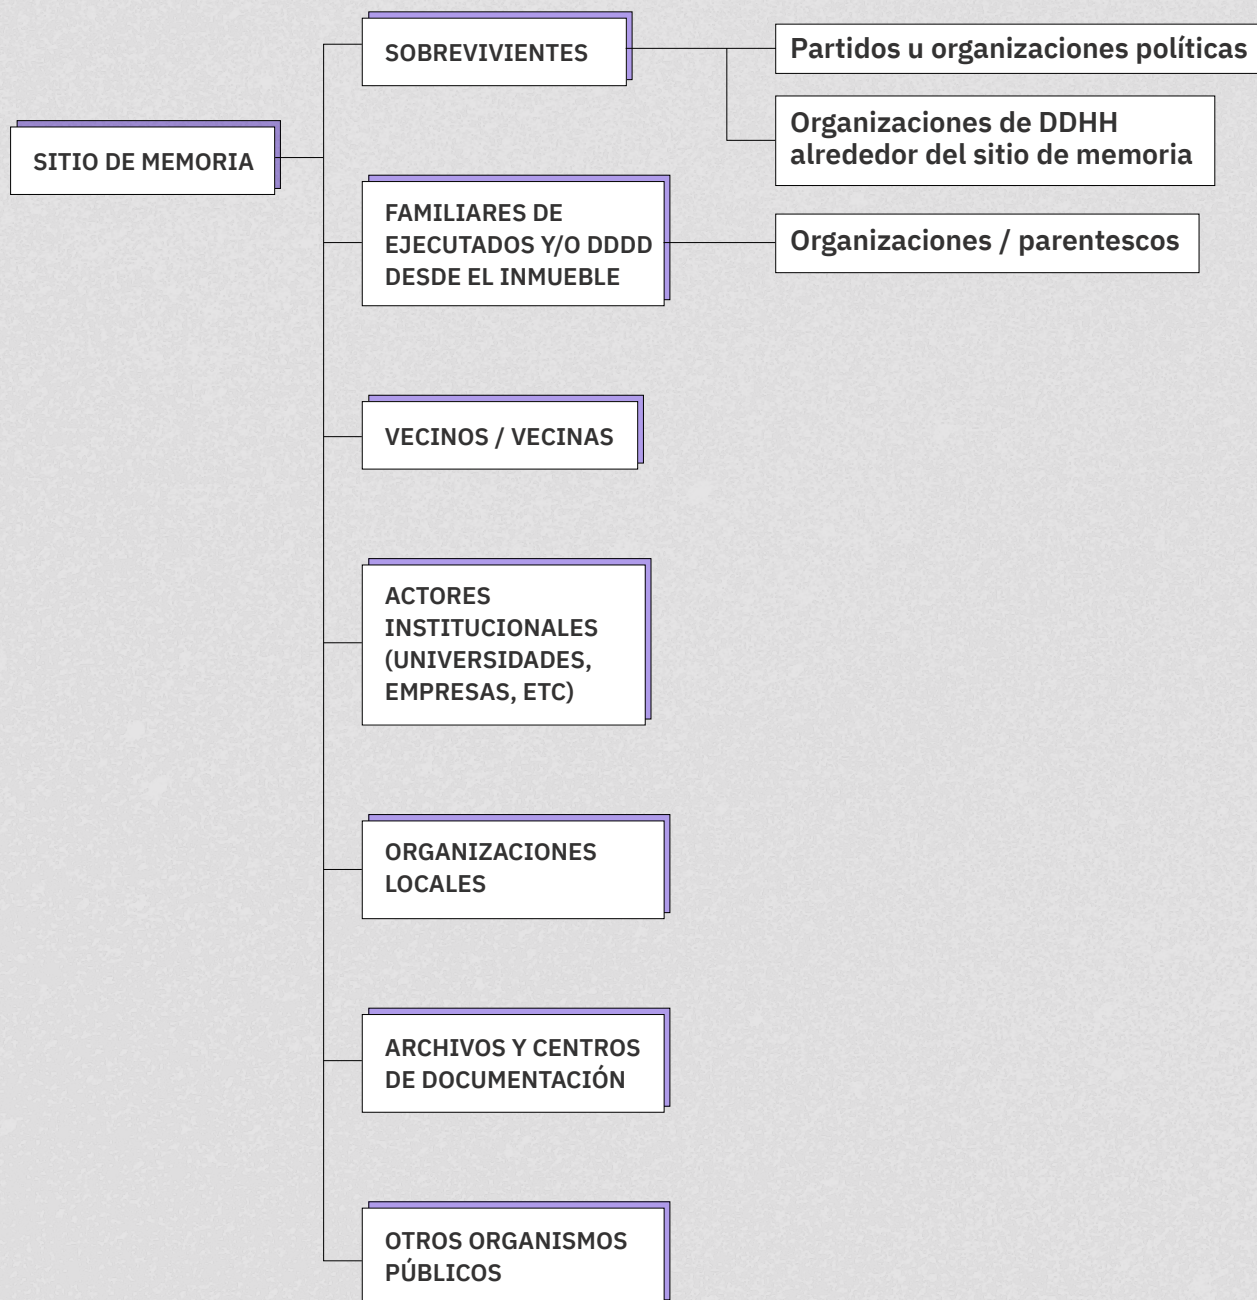 SITIO DE MEMORIA
SOBREVIVIENTES
Partidos u organizaciones políticas
Organizaciones de DDHH
alrededor del sitio de memoria
FAMILIARES DE
EJECUTADOS Y/O DDDD
DESDE EL INMUEBLE
Organizaciones / parentescos
VECINOS / VECINAS
ACTORES
INSTITUCIONALES
(UNIVERSIDADES,
EMPRESAS, ETC)
ORGANIZACIONES
LOCALES
ARCHIVOS Y CENTROS
DE DOCUMENTACIÓN
OTROS ORGANISMOS
PÚBLICOS